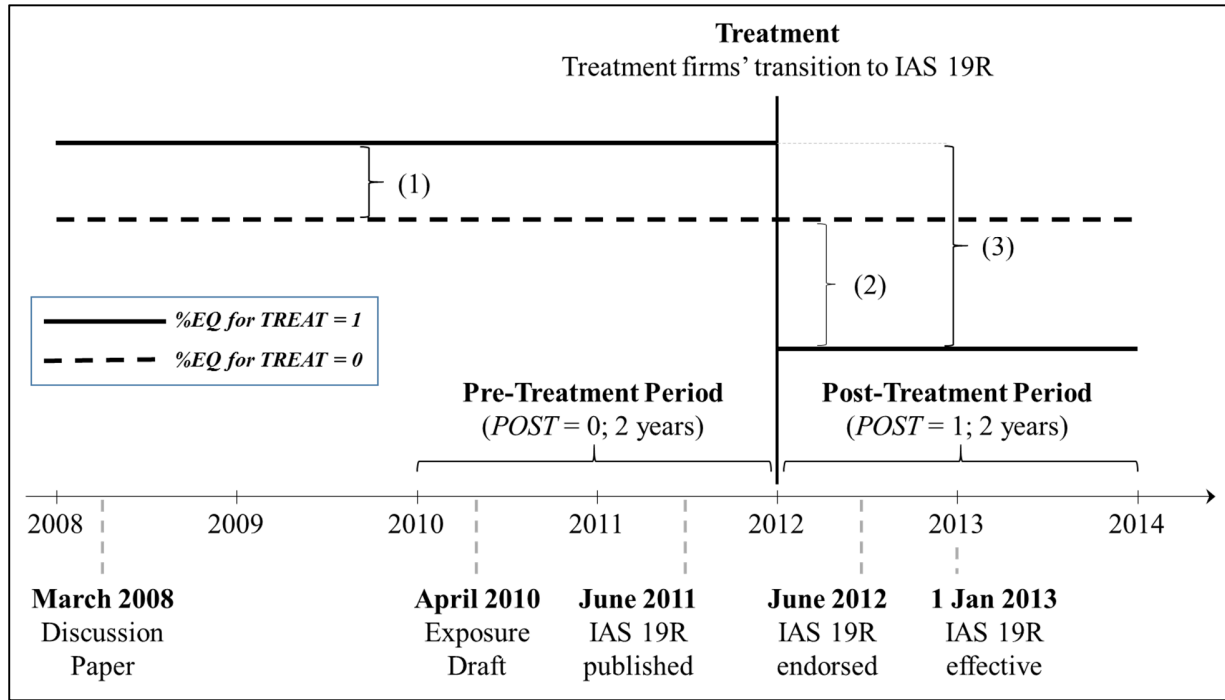 Treatment
Treatment firms' transition to IAS 19R
(1)
(3)
(2)
%EQ for TREAT = 1
%EQ for TREAT = 0
Pre-Treatment Period
(POST = 0; 2 years)
Post-Treatment Period
(POST = 1; 2 years)
2008
2009
2010
2011
2012
2013
2014
March 2008
Discussion
Paper
April 2010
Exposure
Draft
June 2011
IAS 19R
published
June 2012
IAS 19R
endorsed
1 Jan 2013
IAS 19R
effective